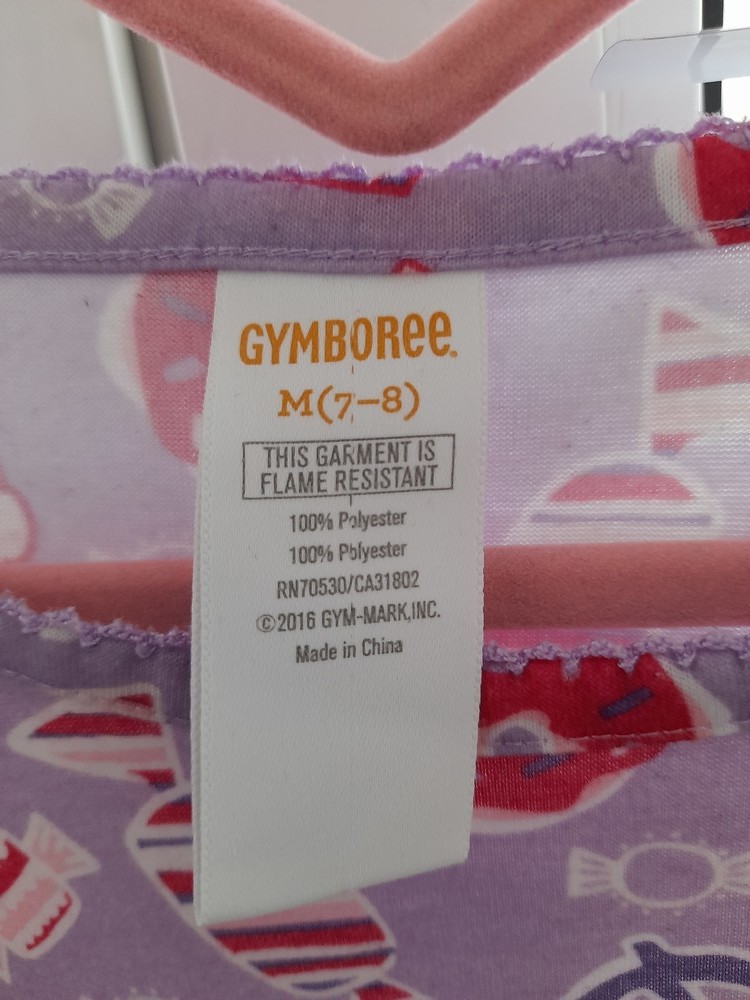 GYMBOREE.
M(7-8)
THIS GARMENT IS
FLAME RESISTANT
100% Polyester
100% Polyester
RN70530/CA31802
©2016 GYM-MARK,INC.
Made in China